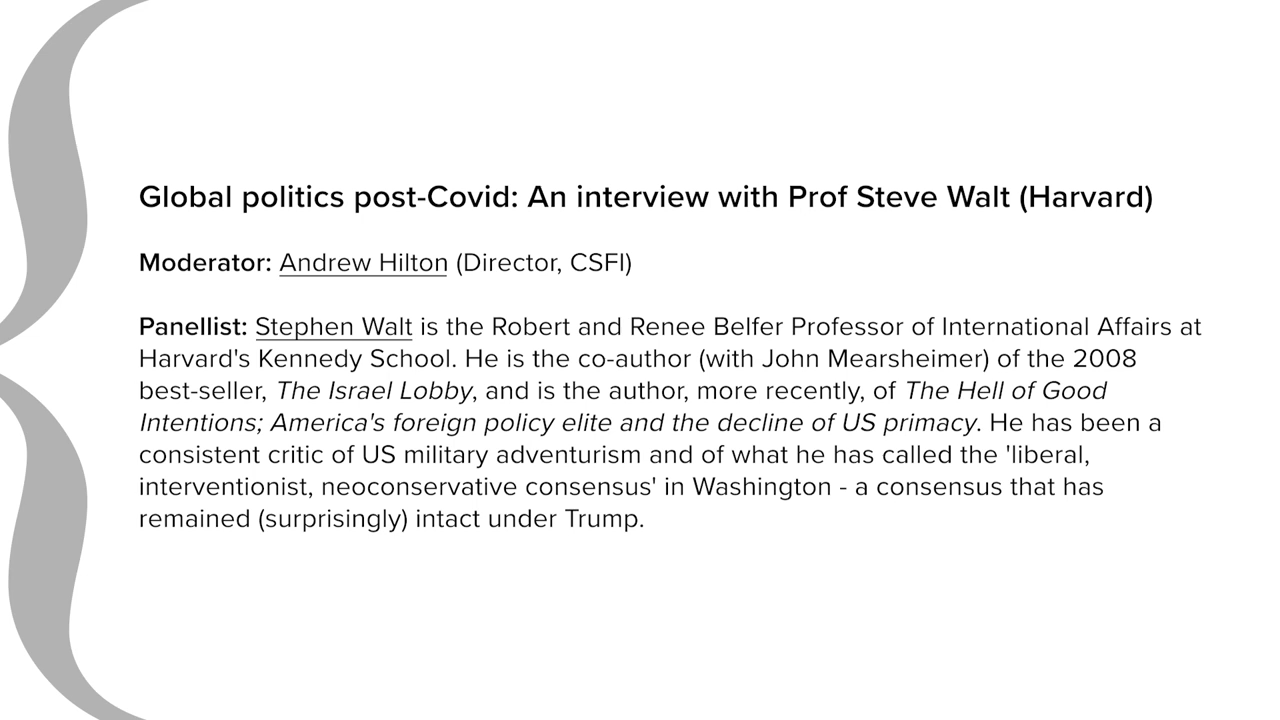 Global politics post-Covid: An interview with Prof Steve Walt (Harvard)
Moderator: Andrew Hilton (Director, CSFI)
Panellist: Stephen Walt is the Robert and Renee Belfer Professor of International Affairs at
Harvard's Kennedy School. He is the co-author (with John Mearsheimer) of the 2008
best-seller, The Israel Lobby, and is the author, more recently, of The Hell of Good
Intentions; America's foreign policy elite and the decline of US primacy. He has been a
consistent critic of US military adventurism and of what he has called the 'liberal,
interventionist, neoconservative consensus' in Washington - a consensus that has
remained (surprisingly) intact under Trump.